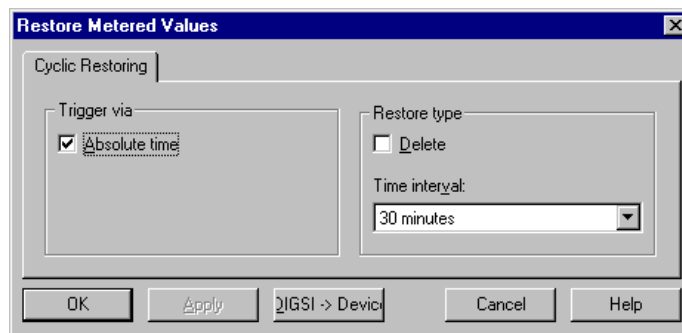 Restore Metered Values
Cyclic Restoring
Trigger via
Absolute time
Restore type
Delete
Time interval:
30 minutes
OK
Apply
DIGSI -> Device
Cancel
Help